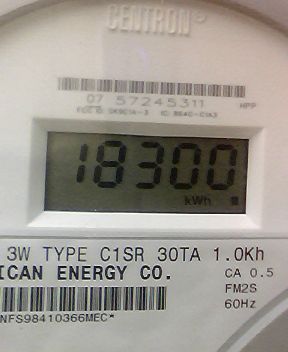 CENTRON®
07 57245311 HPP
18300
kWh
3W TYPE C1SR 30TA 1.0Kh
ICAN ENERGY CO. CA 0.5
FM2S
NFS98410366MEC* 60Hz